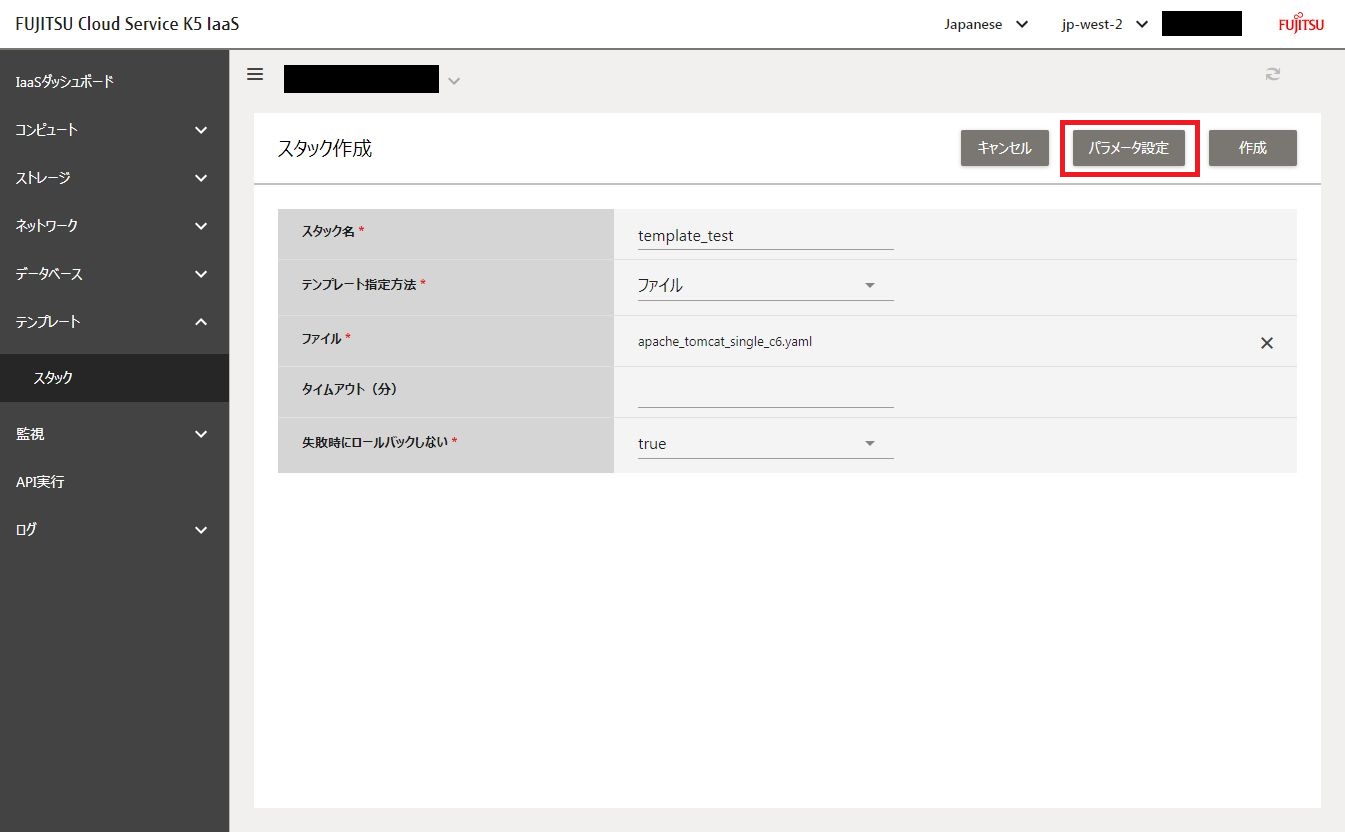 FUJITSU Cloud Service K5 IaaS
Japanese
jp-west-2
FUJITSU
IaaSダッシュボード
コンピュート
ストレージ
ネットワーク
データベース
テンプレート
スタック
監視
API実行
ログ
スタック作成
キャンセル
パラメータ設定
作成
スタック名 *
template_test
テンプレート指定方法 *
ファイル
ファイル *
apache_tomcat_single_c6.yaml
タイムアウト（分）
失敗時にロールバックしない *
true